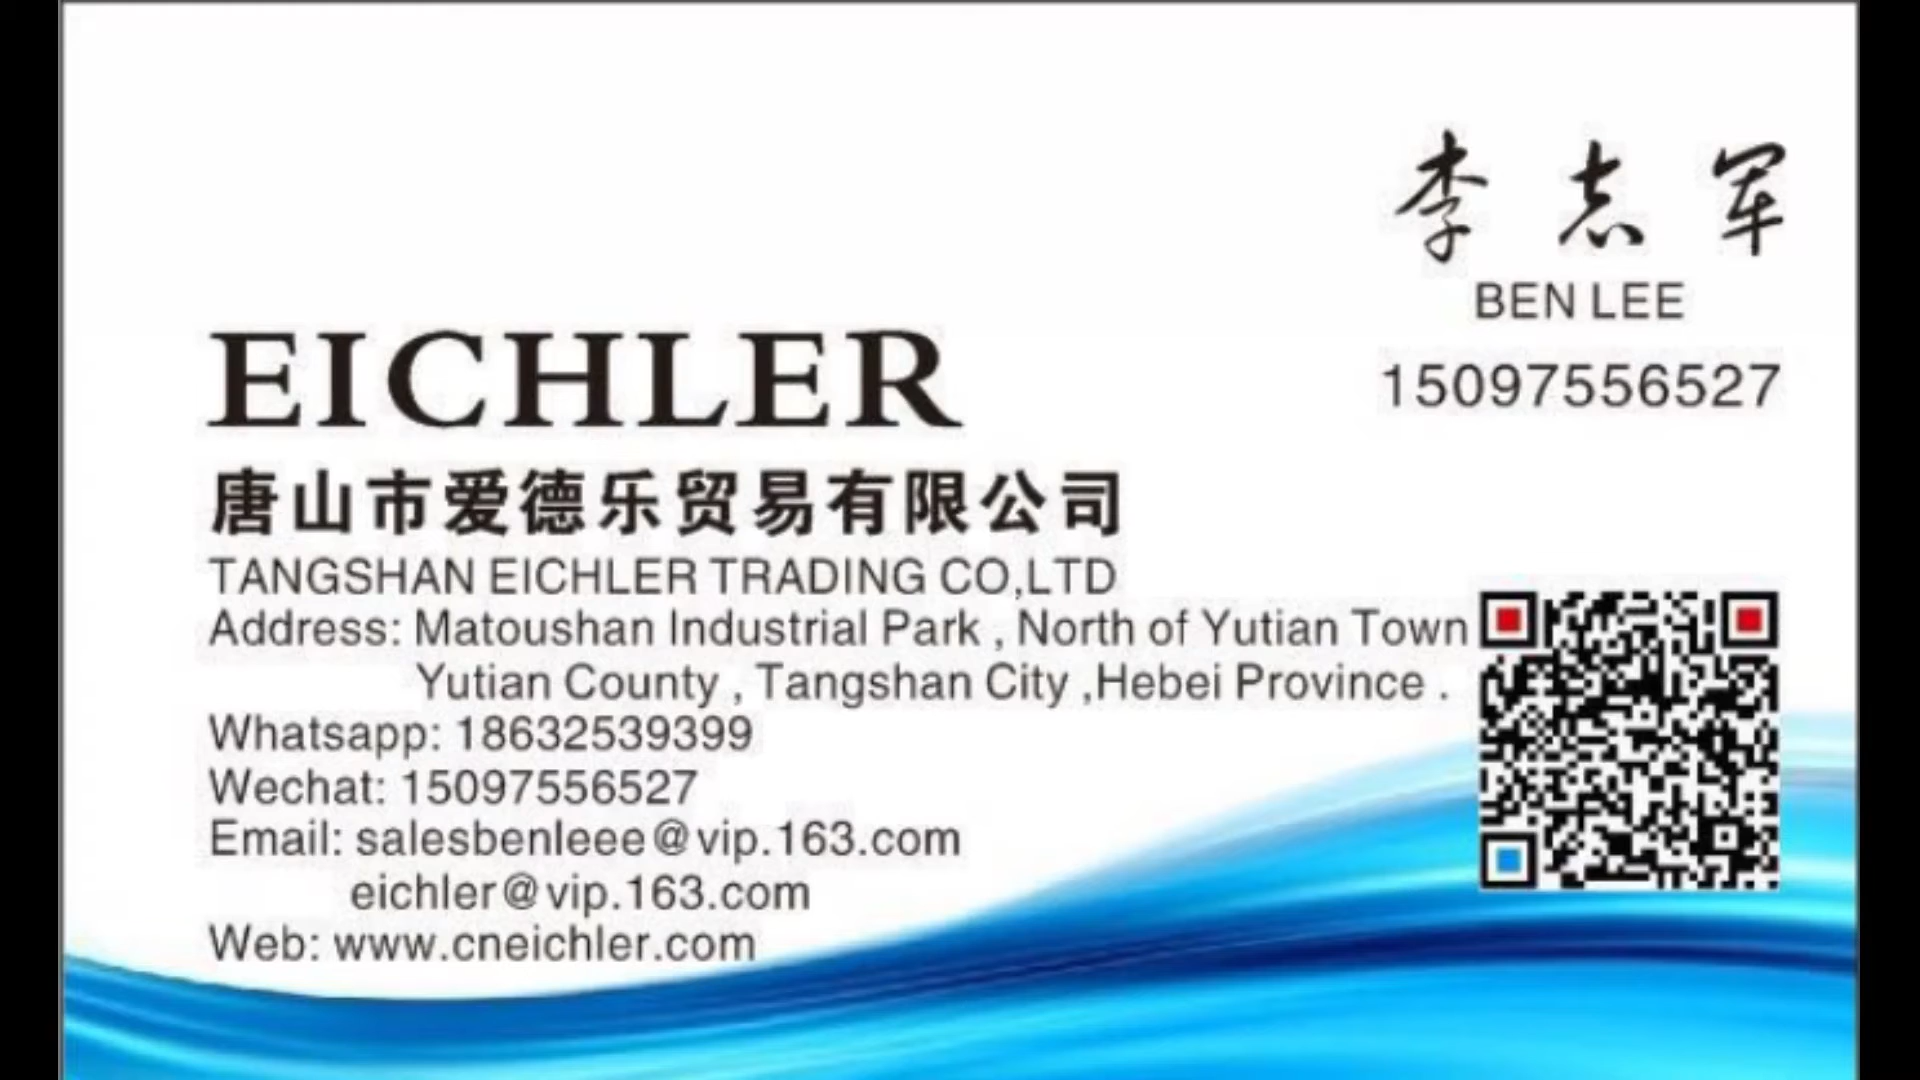 李志军
BEN LEE
15097556527
EICHLER
唐山市爱德乐贸易有限公司
TANGSHAN EICHLER TRADING CO,LTD
Address: Matoushan Industrial Park , North of Yutian Town
Yutian County , Tangshan City ,Hebei Province .
Whatsapp: 18632539399
Wechat: 15097556527
Email: salesbenleee@vip.163.com
eichler@vip.163.com
Web: www.cneichler.com